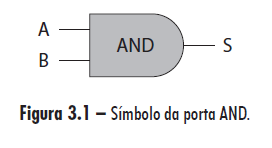 A
AND
S
B
Figura 3.1 – Símbolo da porta AND.